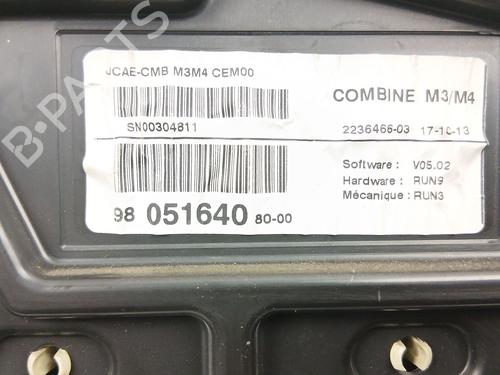 JCAE-CMB M3M4 CEM00
COMBINE M3/M4
SN00304811
2236466-03 17-10-13
Software : V05.02
Hardware : RUN9
Mécanique : RUN3
98 051640 80-00
B-PARTS